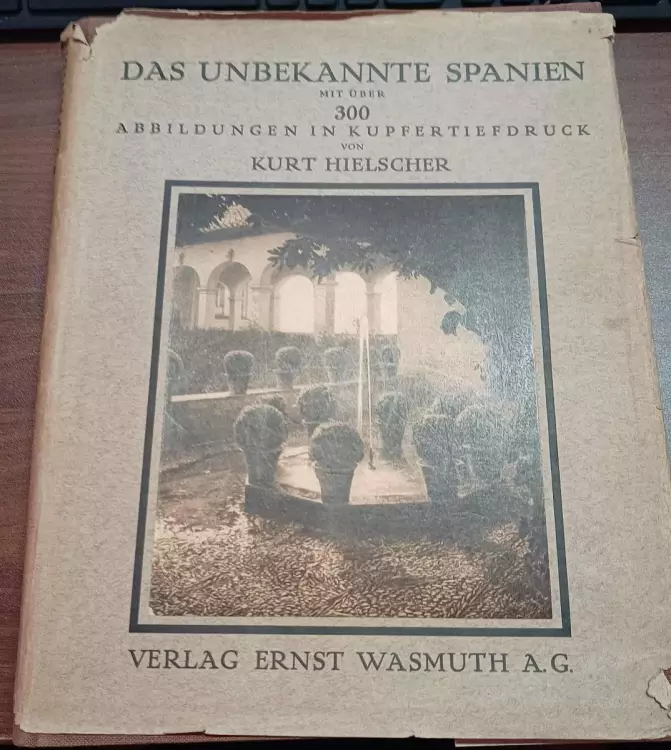 DAS UNBEKANNTE SPANIEN
MIT ÜBER
300
ABBILDUNGEN IN KUPFERTIEFDRUCK
VON
KURT HIELSCHER
VERLAG ERNST WASMUTH A.G.